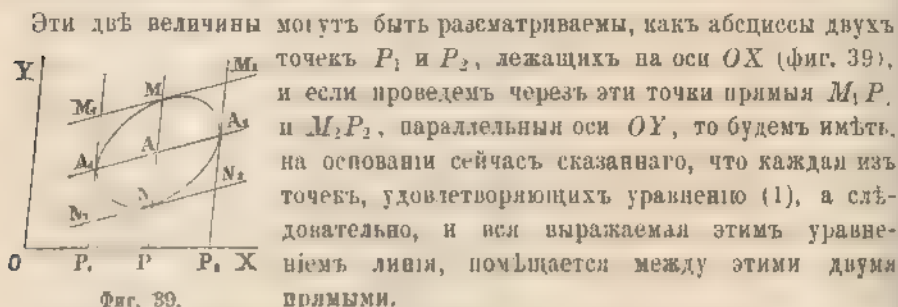 Эти двѣ величины могутъ быть разсматриваемы, какъ абсциссы двухъ
точекъ P₁ и P₂, лежащихъ на оси OX (фиг. 39),
и если проведемъ черезъ эти точки прямыя M₁P₁
и M₂P₂, параллельныя оси OY, то будемъ имѣть,
на основаніи сейчасъ сказаннаго, что каждая изъ
точекъ, удовлетворяющихъ уравненію (1), а слѣ-
довательно, и вся выражаемая этимъ уравне-
ніемъ линія, помѣщается между этими двумя
прямыми.
Y
M M₂
M₁
A₂
A₁ A
N N₂
N₁
O P₁ P P₂ X
Фиг. 39.